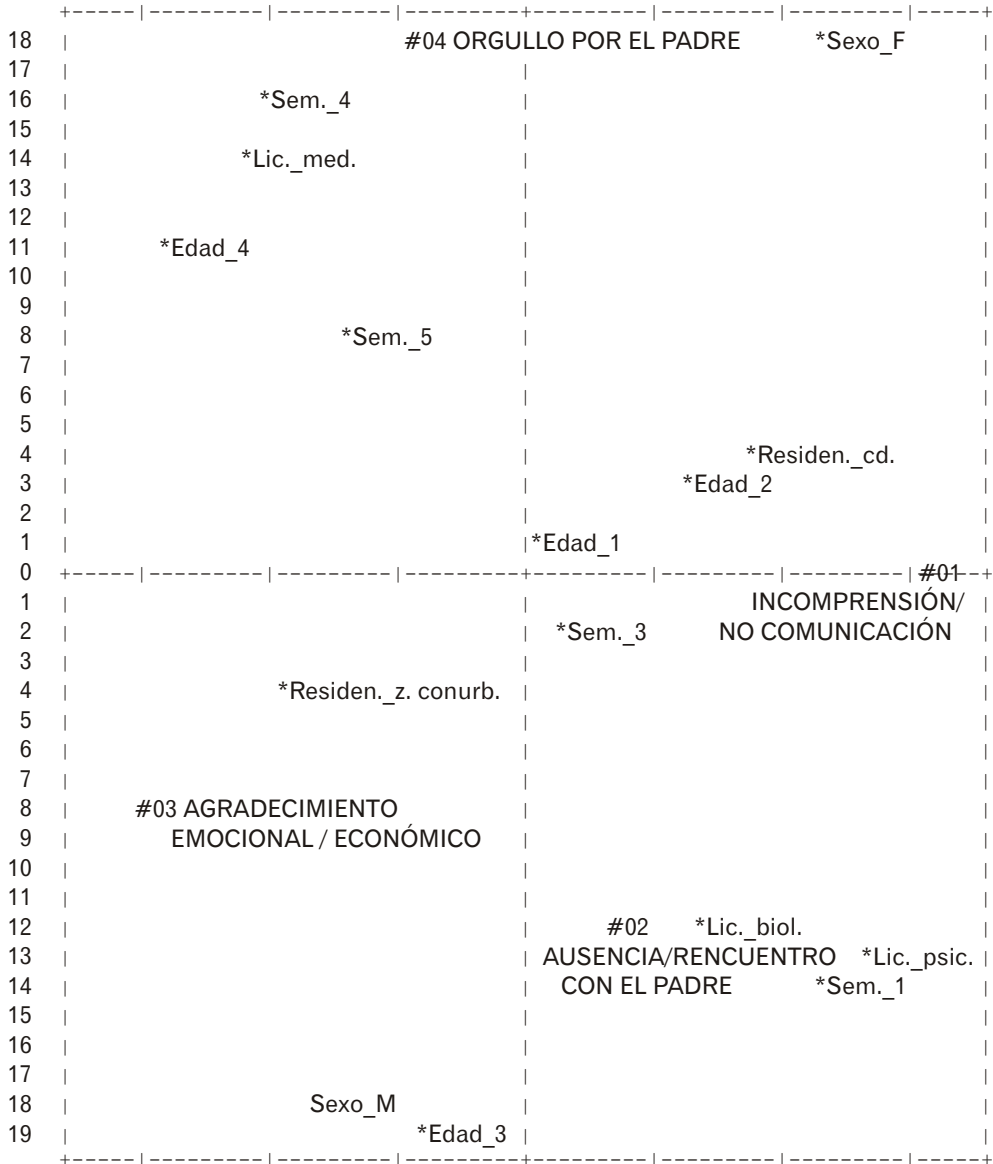 +-----|---------|---------|---------+---------|---------|---------|-----+
18 | #04 ORGULLO POR EL PADRE *Sexo_F |
17 | | |
16 | *Sem._4 | |
15 | | |
14 | *Lic._med. | |
13 | | |
12 | | |
11 | *Edad_4 | |
10 | | |
9 | | |
8 | *Sem._5 | |
7 | | |
6 | | |
5 | | |
4 | | *Residen._cd. |
3 | | *Edad_2 |
2 | | |
1 | |*Edad_1 |
0 +-----|---------|---------|---------+---------|---------|---------|#01--+
1 | | INCOMPRENSIÓN/ |
2 | | *Sem._3 NO COMUNICACIÓN |
3 | | |
4 | *Residen._z. conurb. | |
5 | | |
6 | | |
7 | | |
8 | #03 AGRADECIMIENTO | |
9 | EMOCIONAL / ECONÓMICO | |
10 | | |
11 | | |
12 | | #02 *Lic._biol. |
13 | | AUSENCIA/RENCUENTRO *Lic._psic. |
14 | | CON EL PADRE *Sem._1 |
15 | | |
16 | | |
17 | | |
18 | Sexo_M | |
19 | *Edad_3 | |
+-----|---------|---------|---------+---------|---------|---------|-----+